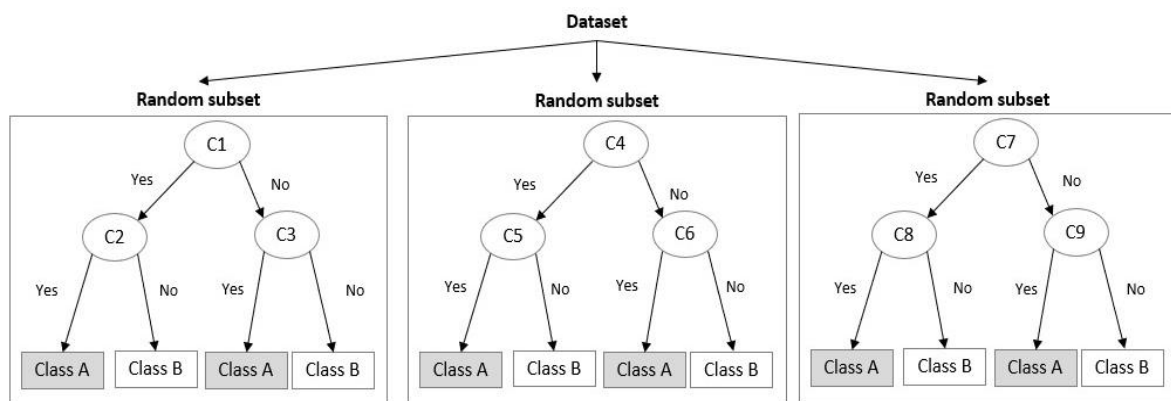 Dataset
Random subset Random subset Random subset
C1 C4 C7
Yes No Yes No Yes No
C2 C3 C5 C6 C8 C9
Yes No Yes No Yes No Yes No Yes No Yes No
Class A Class B Class A Class B Class A Class B Class A Class B Class A Class B Class A Class B